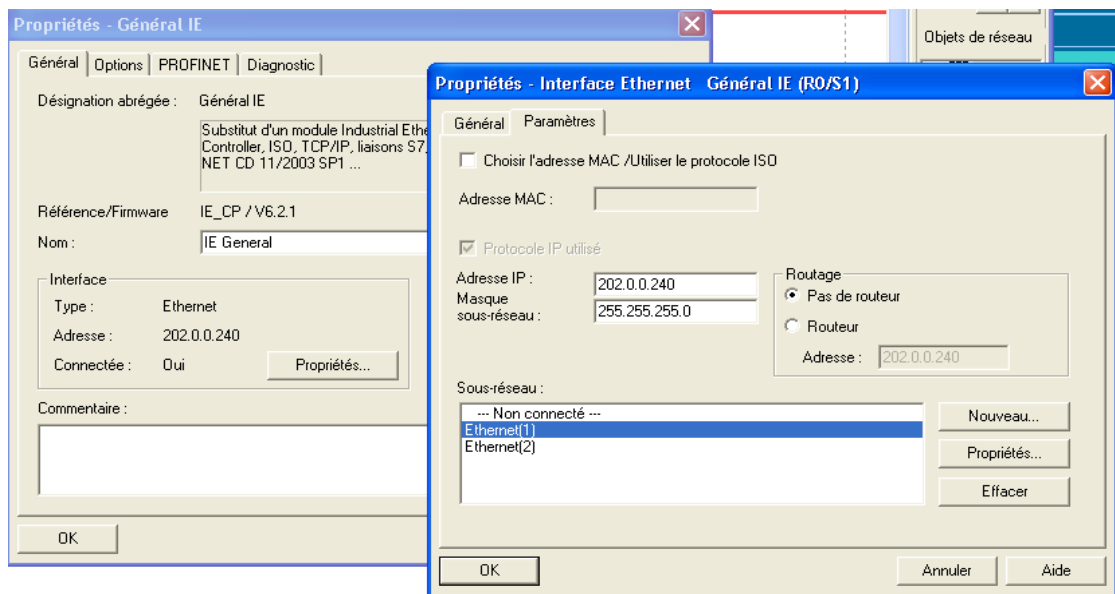 Propriétés - Général IE
Général Options PROFINET Diagnostic
Désignation abrégée : Général IE
Substitut d'un module Industrial Ethe
Controller, ISO, TCP/IP, liaisons S7,
NET CD 11/2003 SP1 ...
Référence/Firmware IE_CP / V6.2.1
Nom : IE General
Interface
Type : Ethernet
Adresse : 202.0.0.240
Connectée : Oui Propriétés...
Commentaire :
OK
Objets de réseau
Propriétés - Interface Ethernet Général IE (R0/S1)
Général Paramètres
Choisir l'adresse MAC /Utiliser le protocole ISO
Adresse MAC :
Protocole IP utilisé
Adresse IP : 202.0.0.240
Masque
sous-réseau : 255.255.255.0
Routage
Pas de routeur
Routeur
Adresse : 202.0.0.240
Sous-réseau :
--- Non connecté ---
Ethernet(1)
Ethernet(2)
Nouveau...
Propriétés...
Effacer
OK Annuler Aide